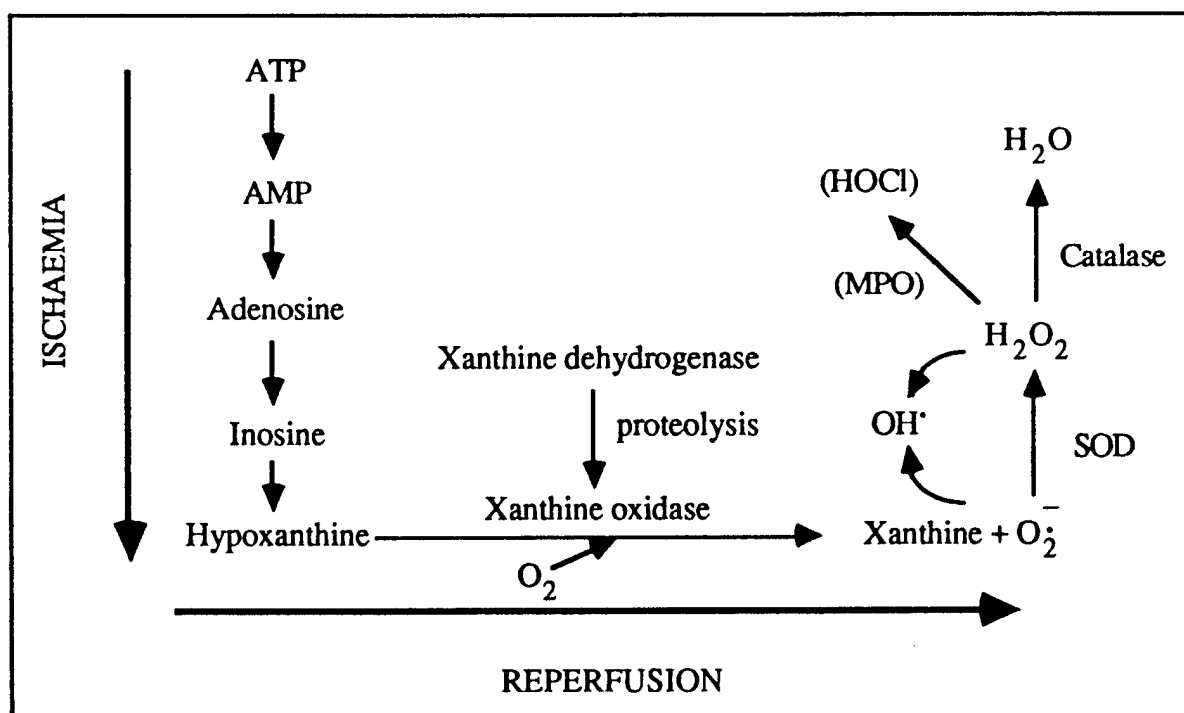 ISCHAEMIA
ATP
AMP
Adenosine
Inosine
Hypoxanthine
Xanthine dehydrogenase
proteolysis
Xanthine oxidase
O₂
H₂O
(HOCl)
Catalase
(MPO)
H₂O₂
OH•
SOD
Xanthine + O₂•⁻
REPERFUSION